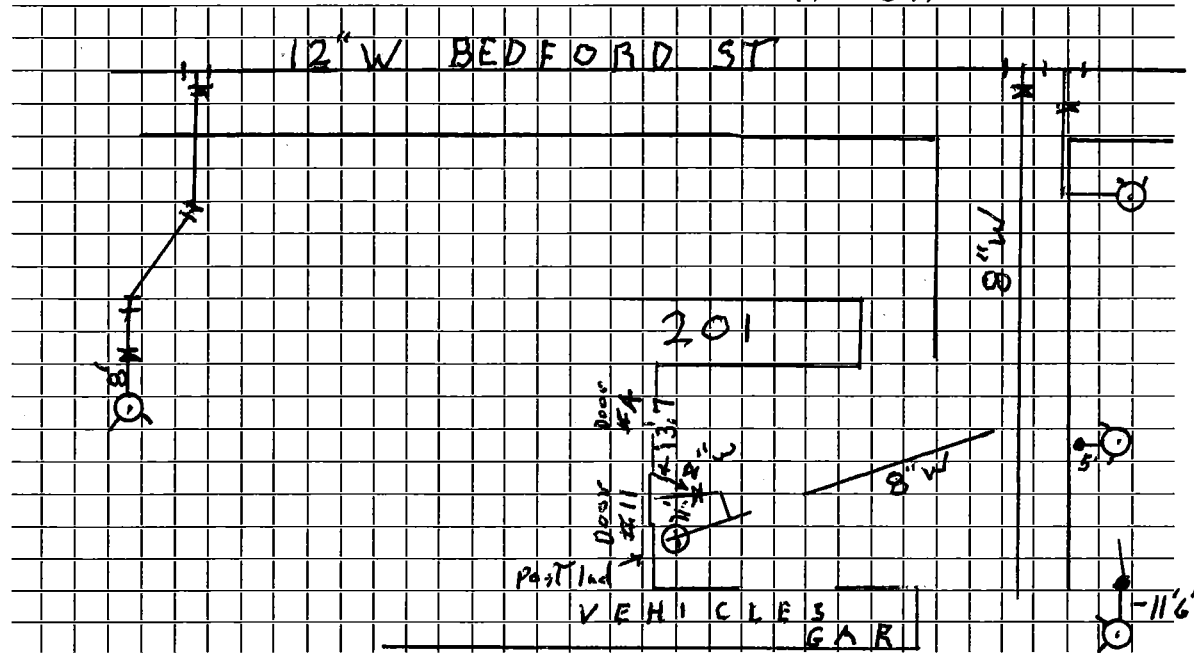 12" W BEDFORD ST
8" W
201
8'
Door
#4
13.7
5'
8" W
Door
#11
Post Ind
-11'6"
VEHICLES
GAR